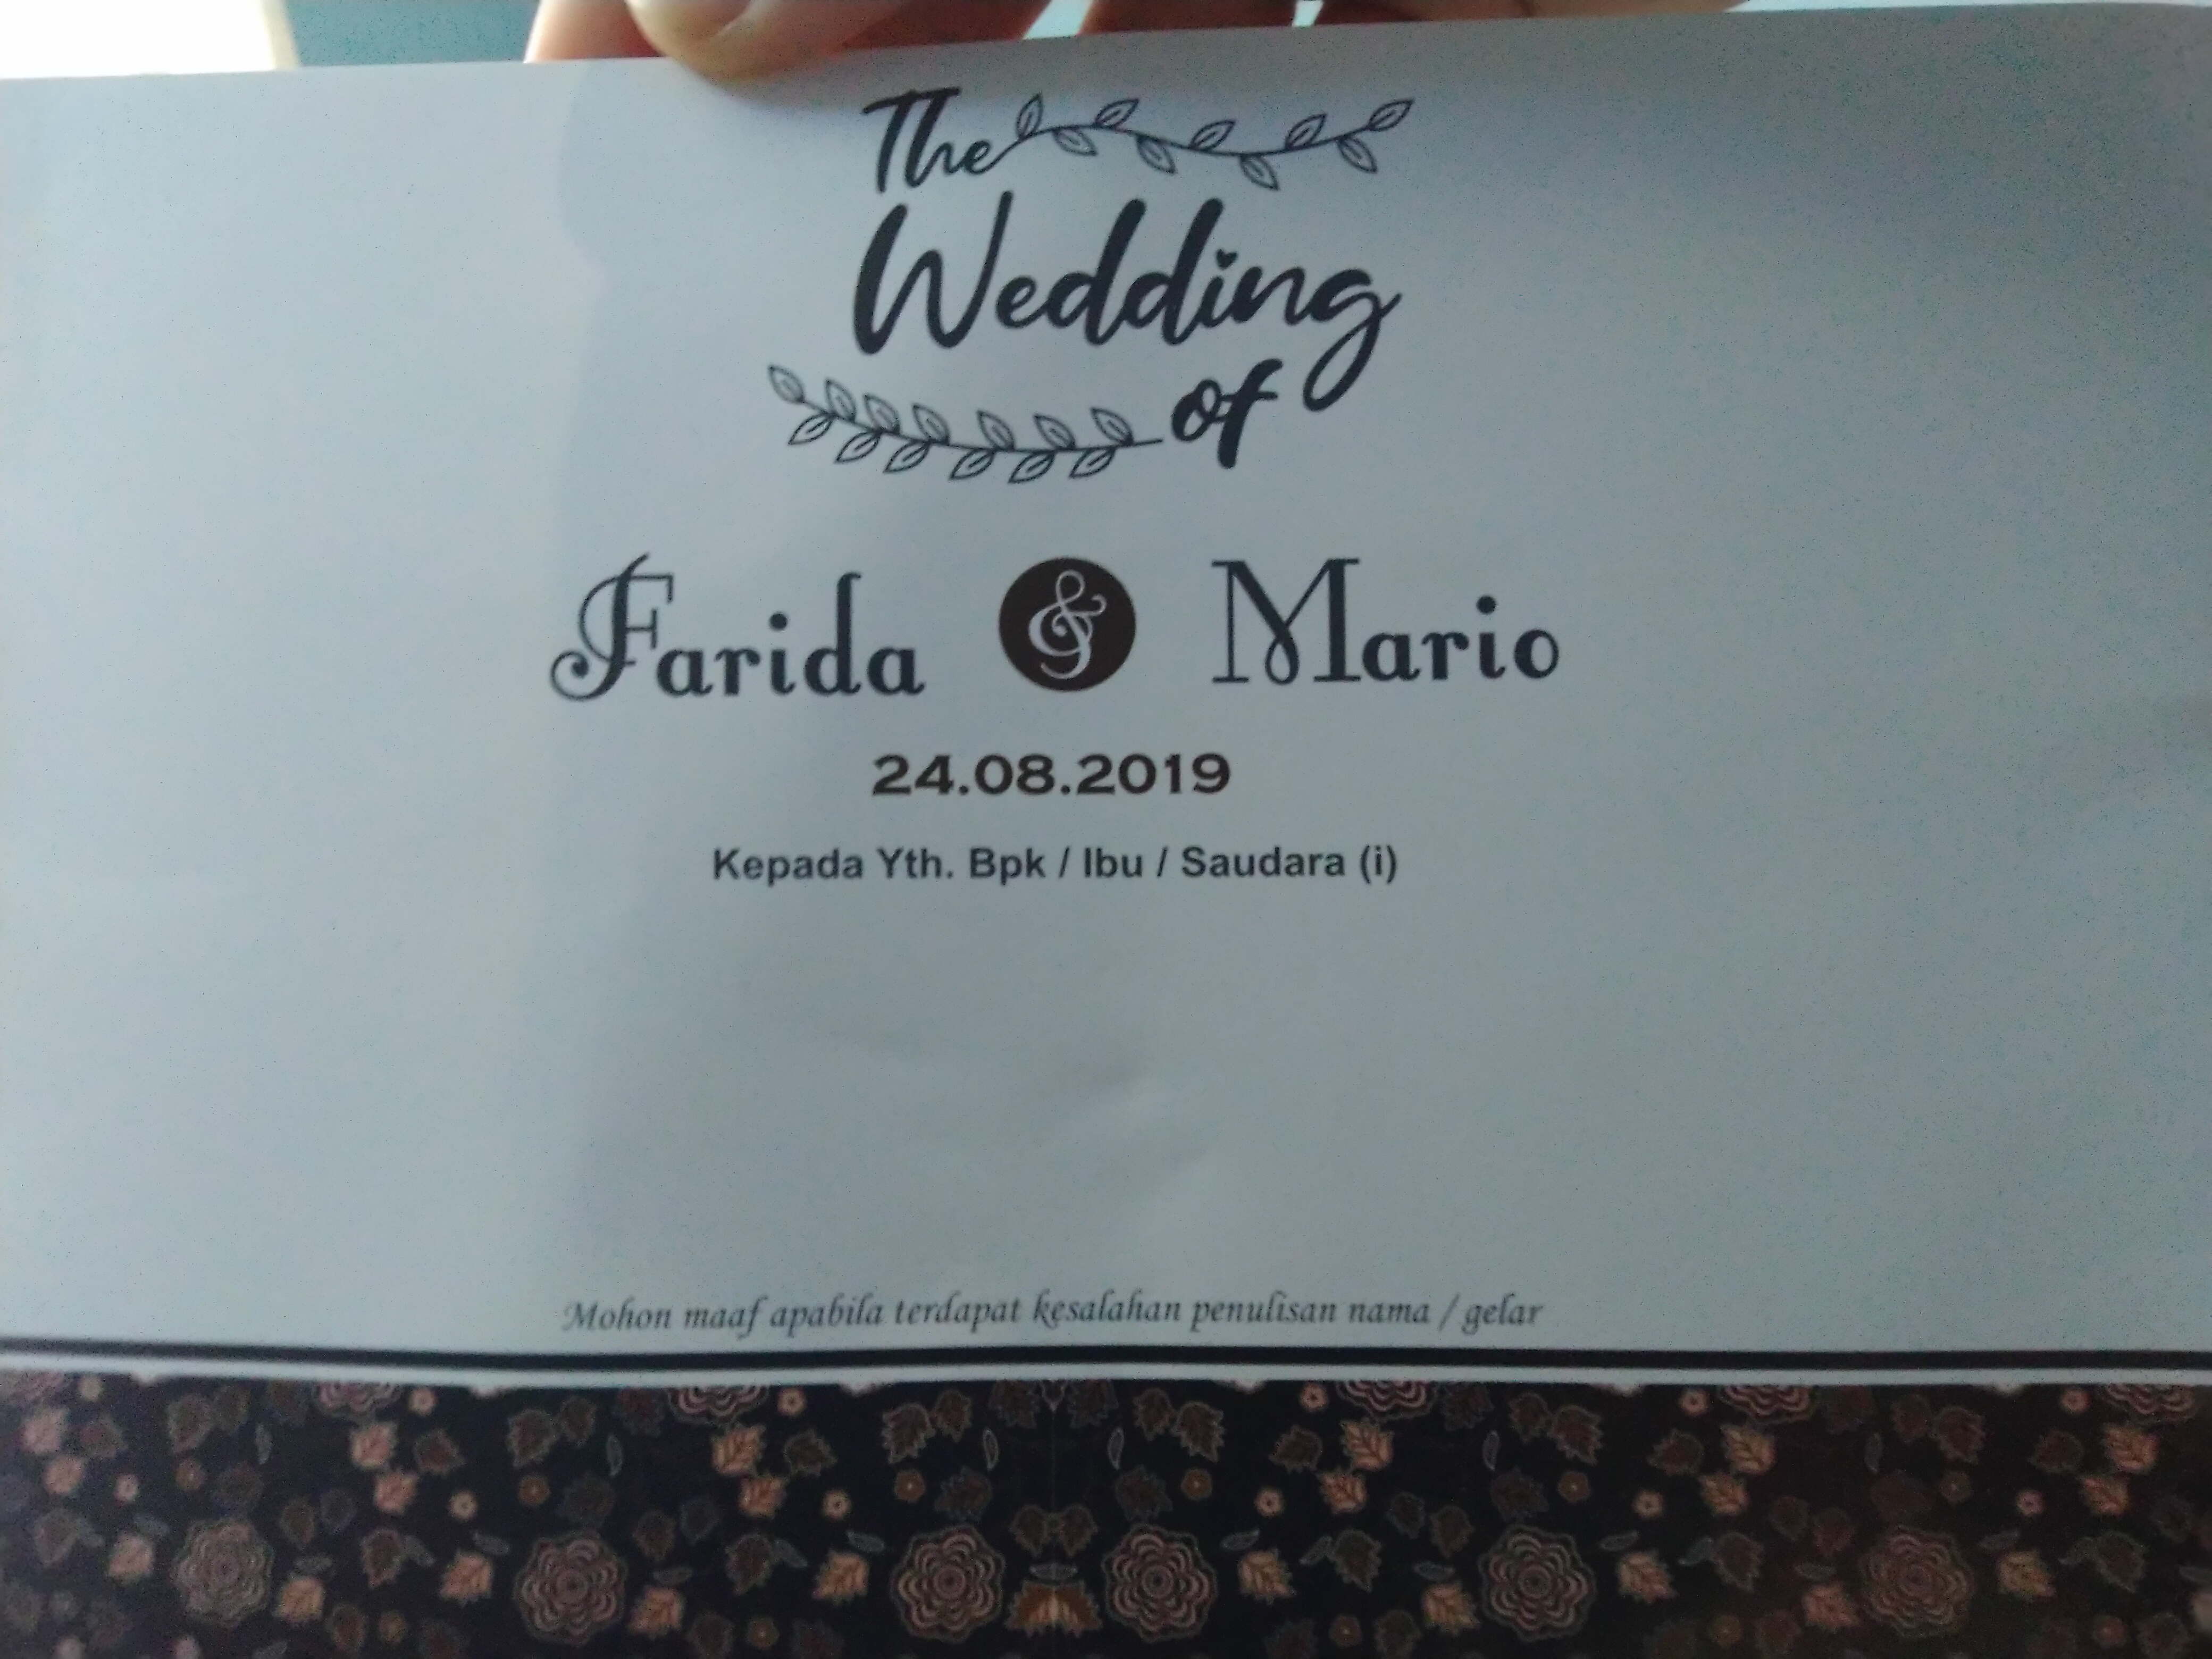 The
Wedding
of
Farida & Mario
24.08.2019
Kepada Yth. Bpk / Ibu / Saudara (i)
Mohon maaf apabila terdapat kesalahan penulisan nama / gelar